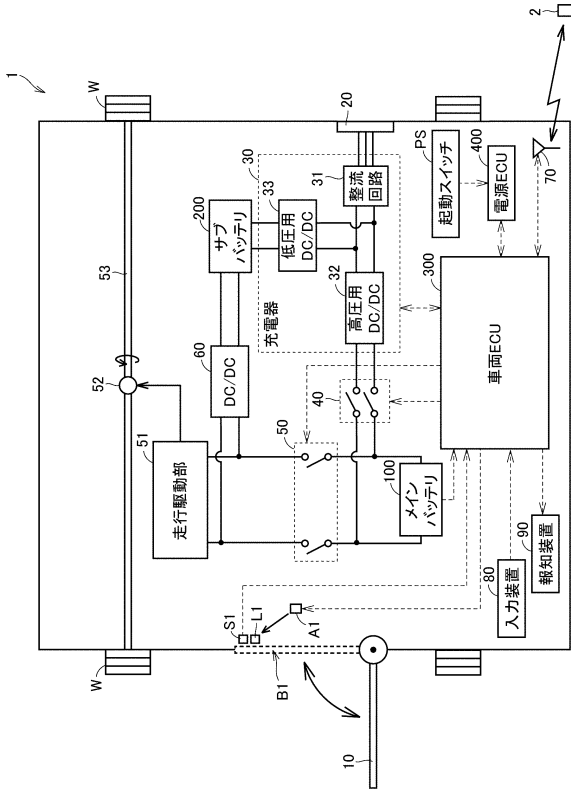 1
2
W
53
52
51
走行駆動部
60
DC/DC
200
サブ
バッテリ
30
充電器
33
低圧用
DC/DC
31
整流
回路
20
32
高圧用
DC/DC
40
50
100
メイン
バッテリ
PS
起動スイッチ
400
電源ECU
70
300
車両ECU
80
入力装置
90
報知装置
S1
L1
A1
B1
10
W